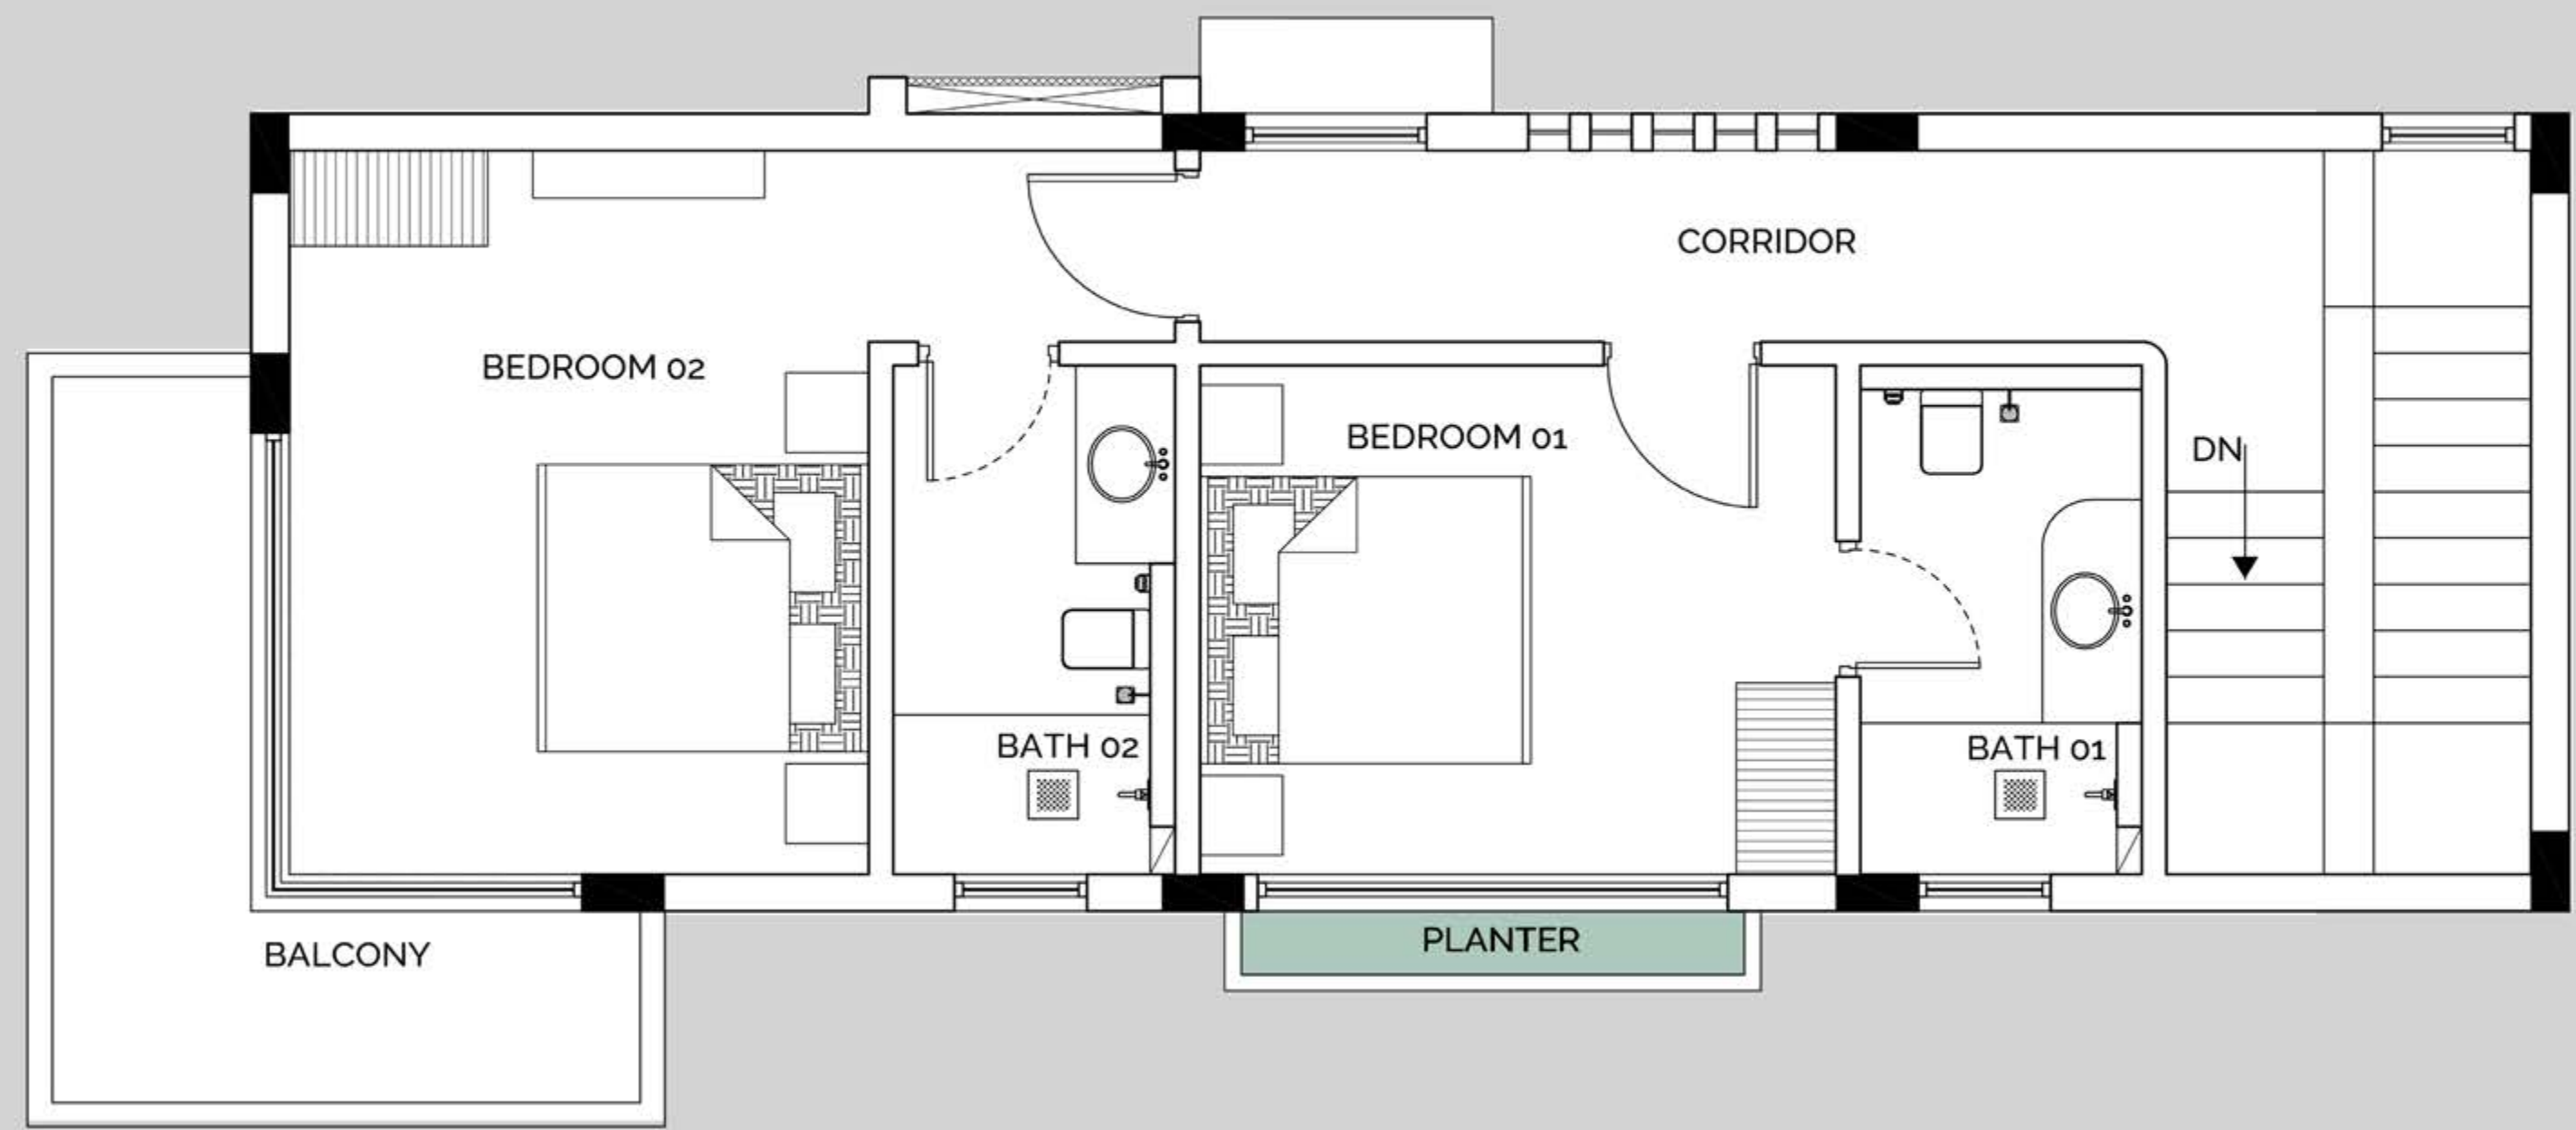 CORRIDOR
BEDROOM 02
BEDROOM 01
DN
BATH 02
BATH 01
PLANTER
BALCONY